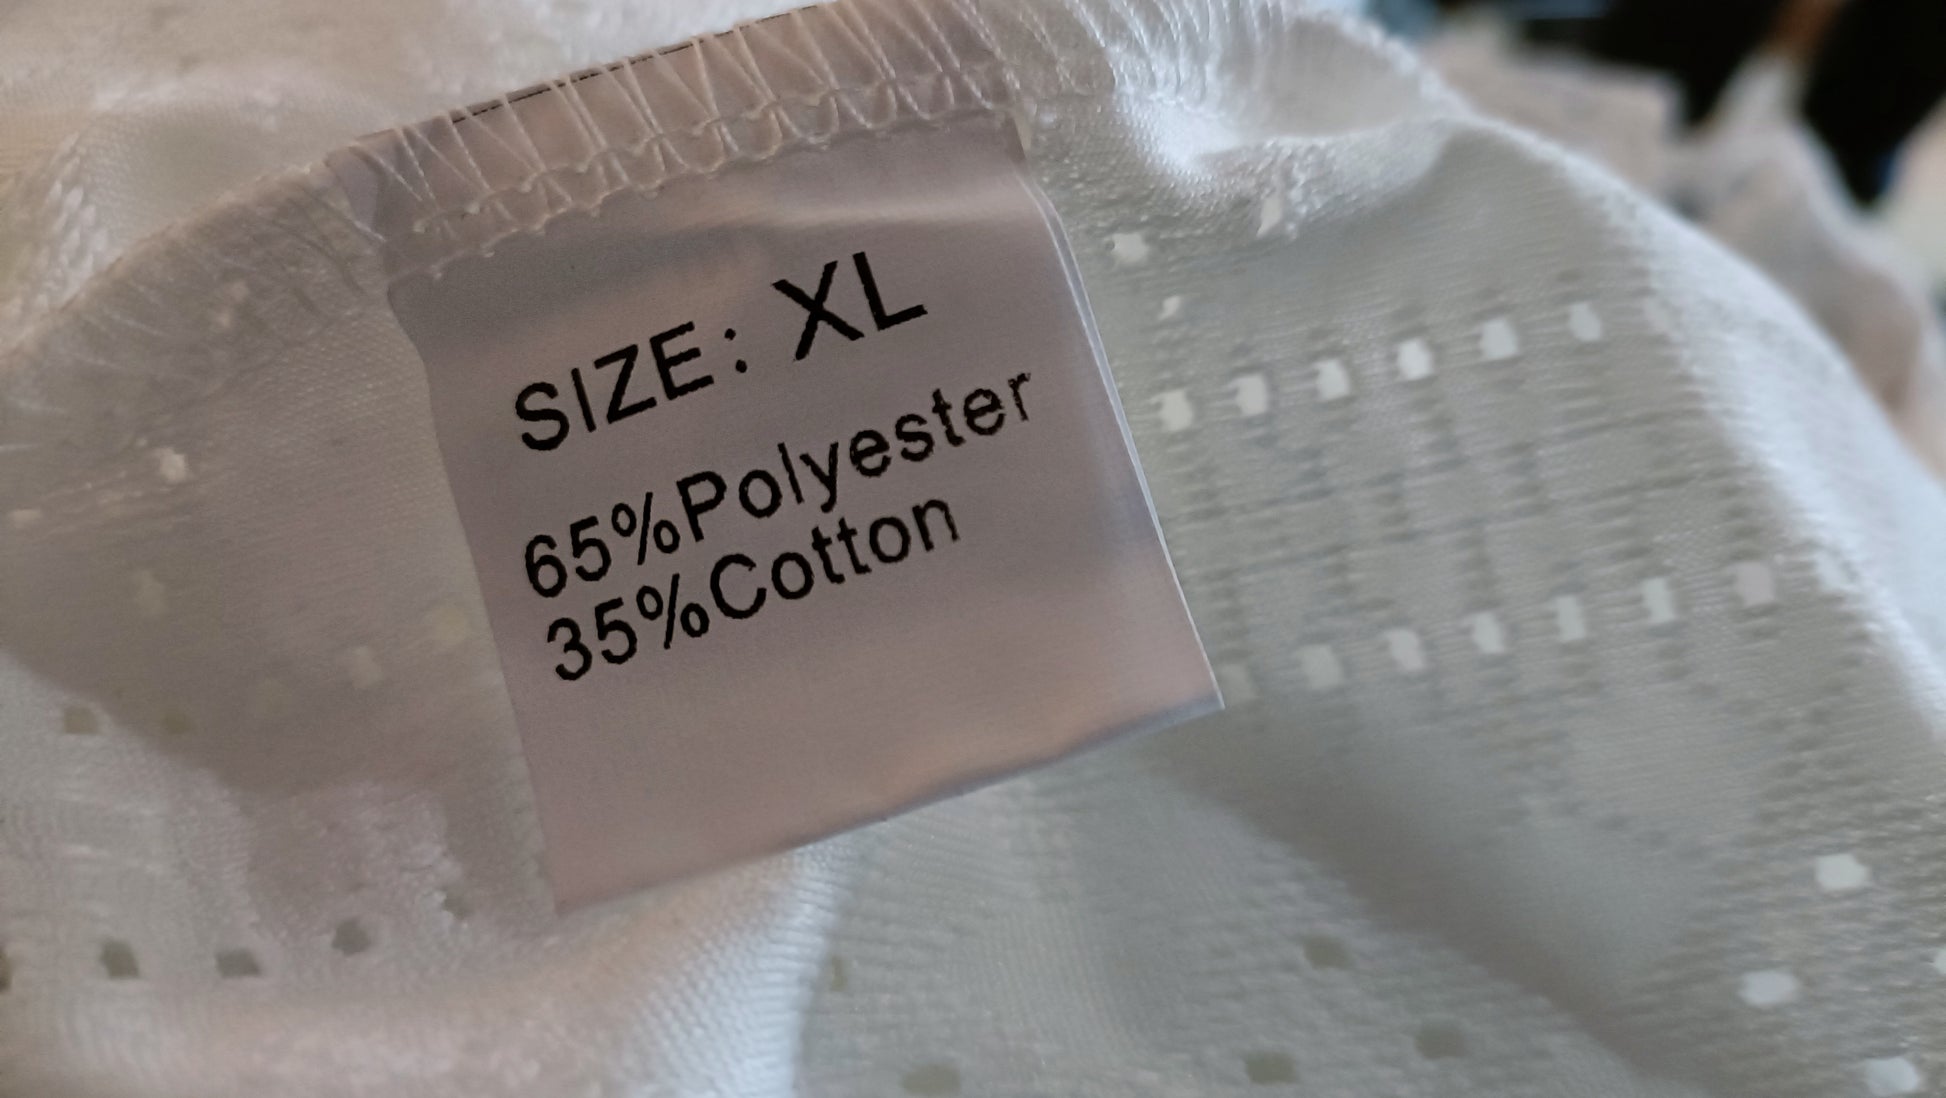 SIZE: XL
65%Polyester
35%Cotton